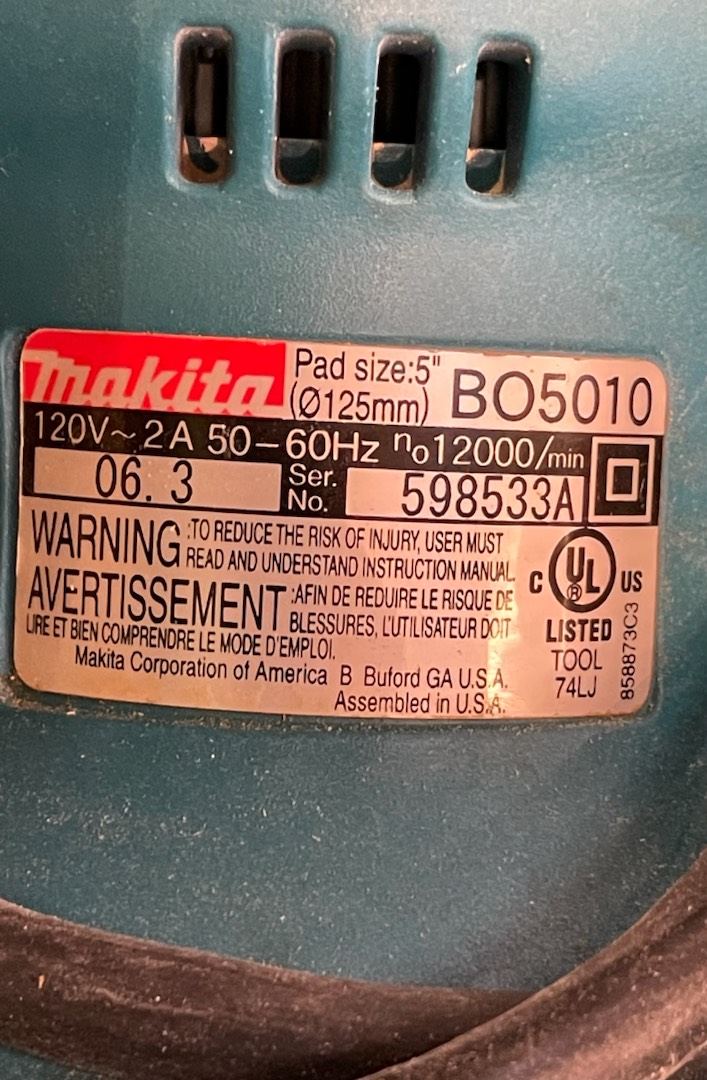 makita Pad size:5" BO5010
(Ø125mm)
120V~2A 50-60Hz no12000/min
06. 3 Ser. No. 598533A
WARNING :TO REDUCE THE RISK OF INJURY, USER MUST
READ AND UNDERSTAND INSTRUCTION MANUAL.
AVERTISSEMENT :AFIN DE REDUIRE LE RISQUE DE
BLESSURES, L'UTILISATEUR DOIT
LIRE ET BIEN COMPRENDRE LE MODE D'EMPLOI.
Makita Corporation of America B Buford GA U.S.A.
Assembled in U.S.A.
C UL US
®
LISTED
TOOL
74LJ
858873C3